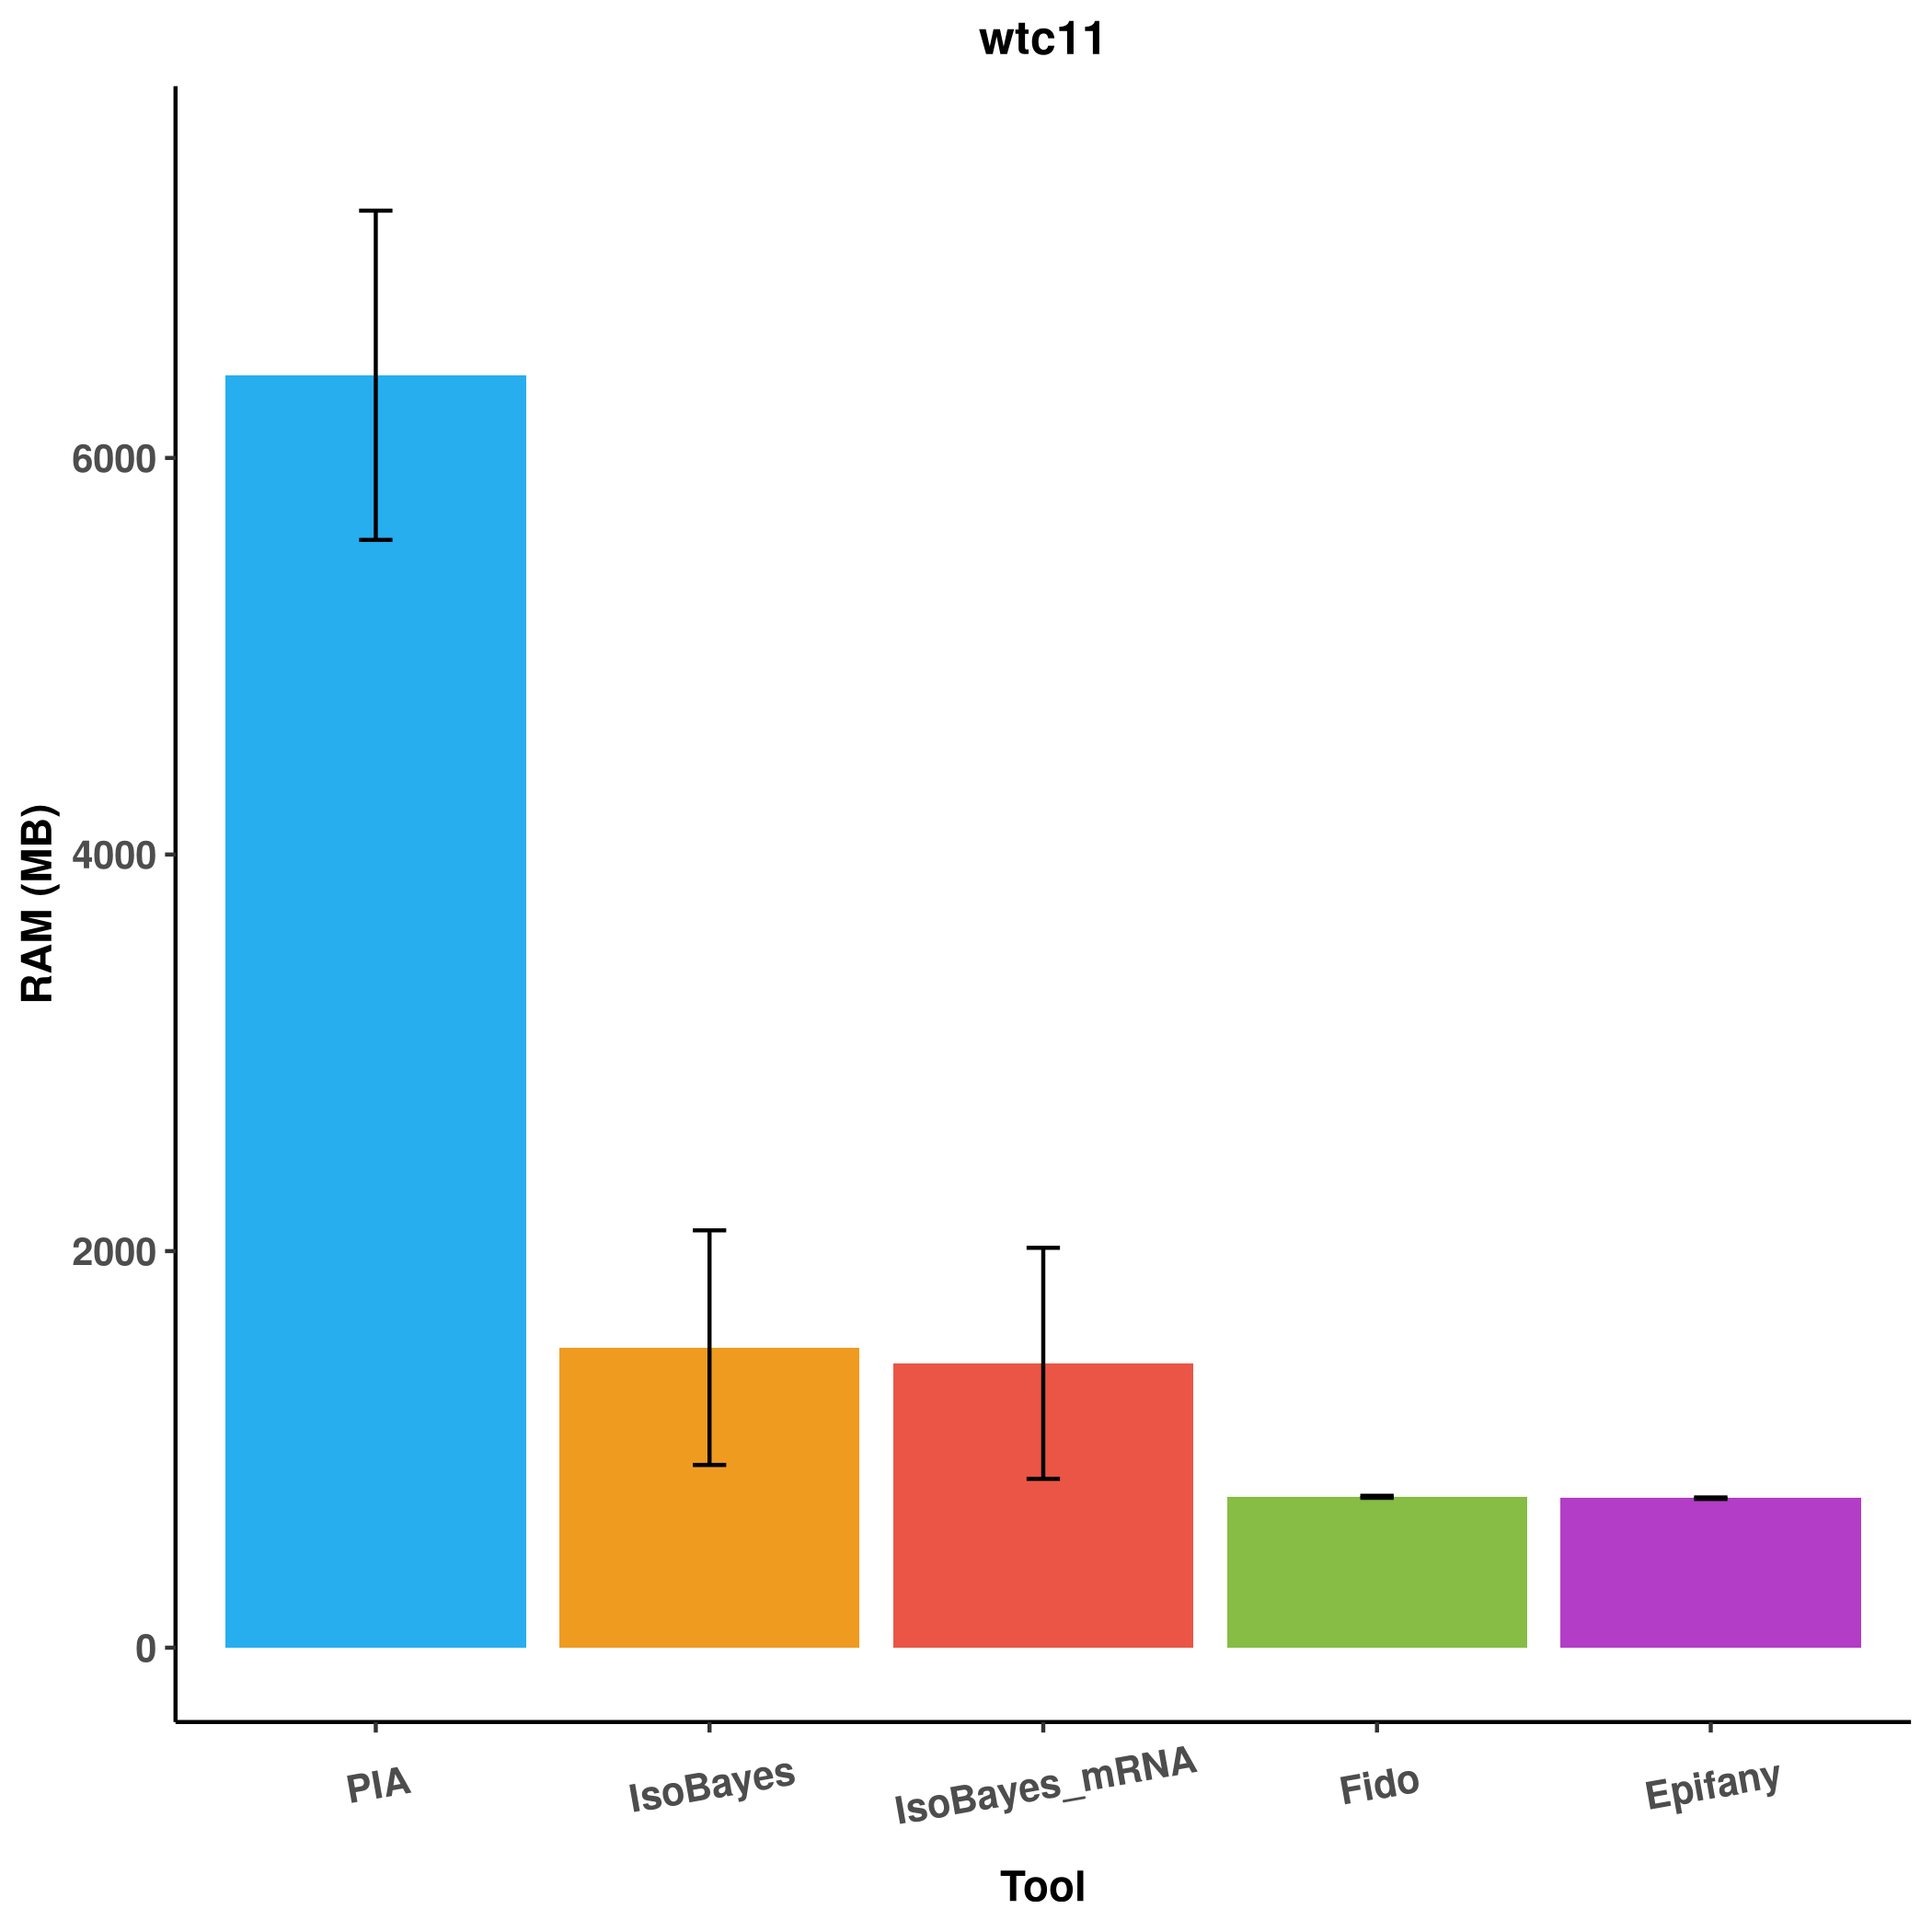 wtc11
RAM (MB)
6000
4000
2000
0
PIA
IsoBayes
IsoBayes_mRNA
Fido
Epifany
Tool